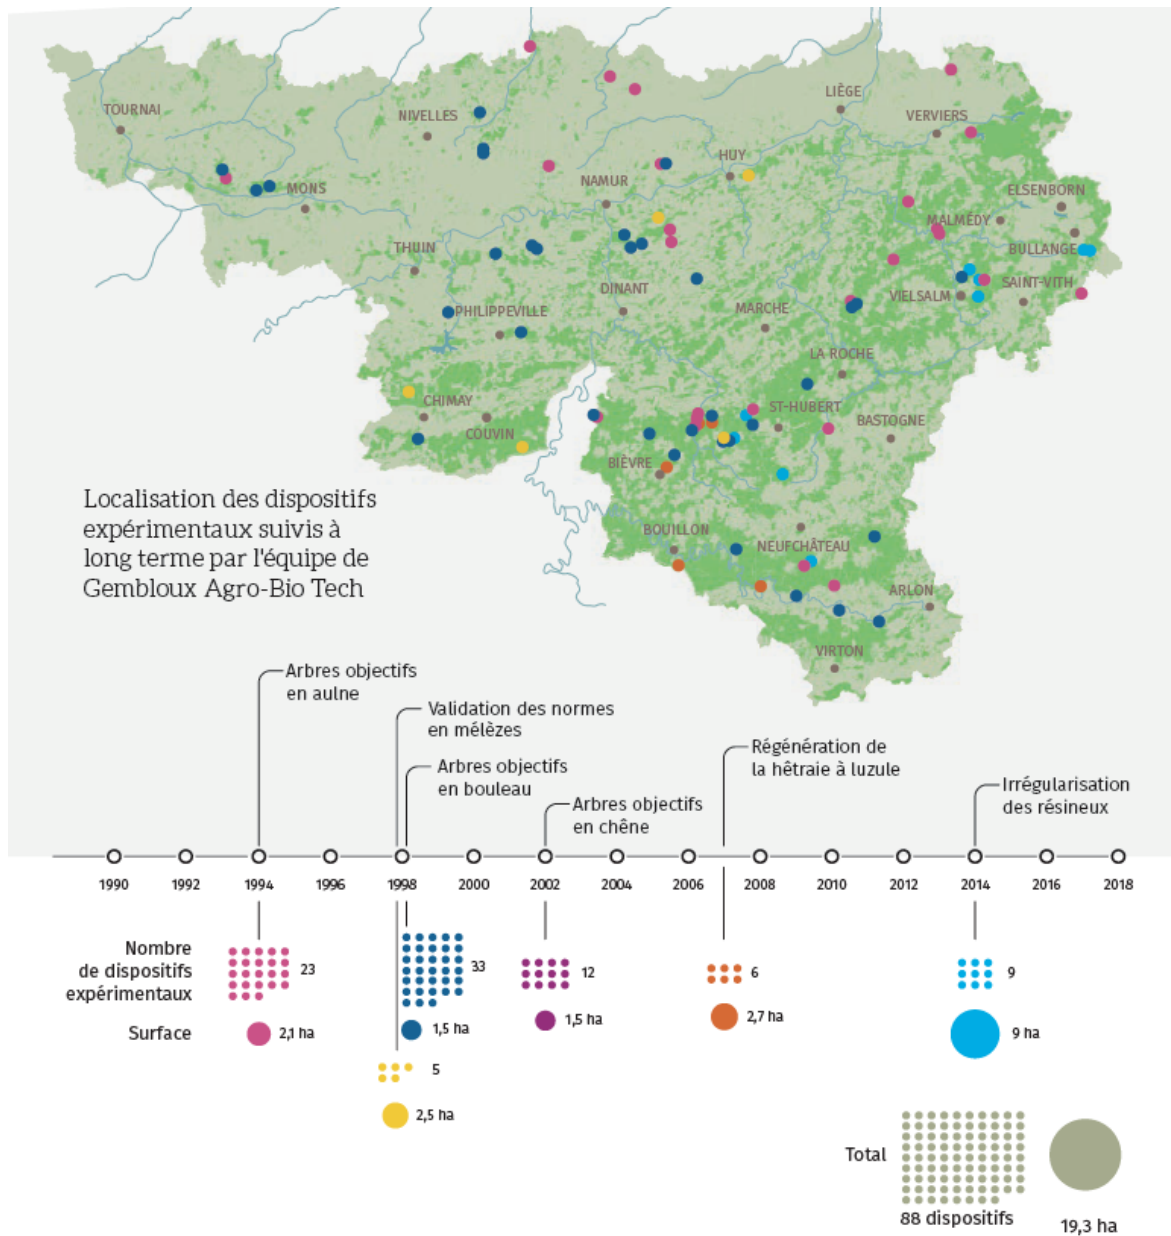 LIÈGE
TOURNAI
NIVELLES
VERVIERS
HUY
NAMUR
MONS
ELSENBORN
MALMÉDY
THUIN
BULLANGE
DINANT
SAINT-VITH
VIELSALM
PHILIPPEVILLE
MARCHE
LA ROCHE
CHIMAY
ST-HUBERT
BASTOGNE
COUVIN
BIÈVRE
Localisation des dispositifs
expérimentaux suivis à
long terme par l'équipe de
Gembloux Agro-Bio Tech
BOUILLON
NEUFCHÂTEAU
ARLON
VIRTON
Arbres objectifs
en aulne
Validation des normes
en mélèzes
Arbres objectifs
en bouleau
Arbres objectifs
en chêne
Régénération de
la hêtraie à luzule
Irrégularisation
des résineux
1990 1992 1994 1996 1998 2000 2002 2004 2006 2008 2010 2012 2014 2016 2018
Nombre
de dispositifs
expérimentaux
23 33 12 6 9
Surface
2,1 ha 1,5 ha 1,5 ha 2,7 ha 9 ha
5
2,5 ha
Total
88 dispositifs
19,3 ha